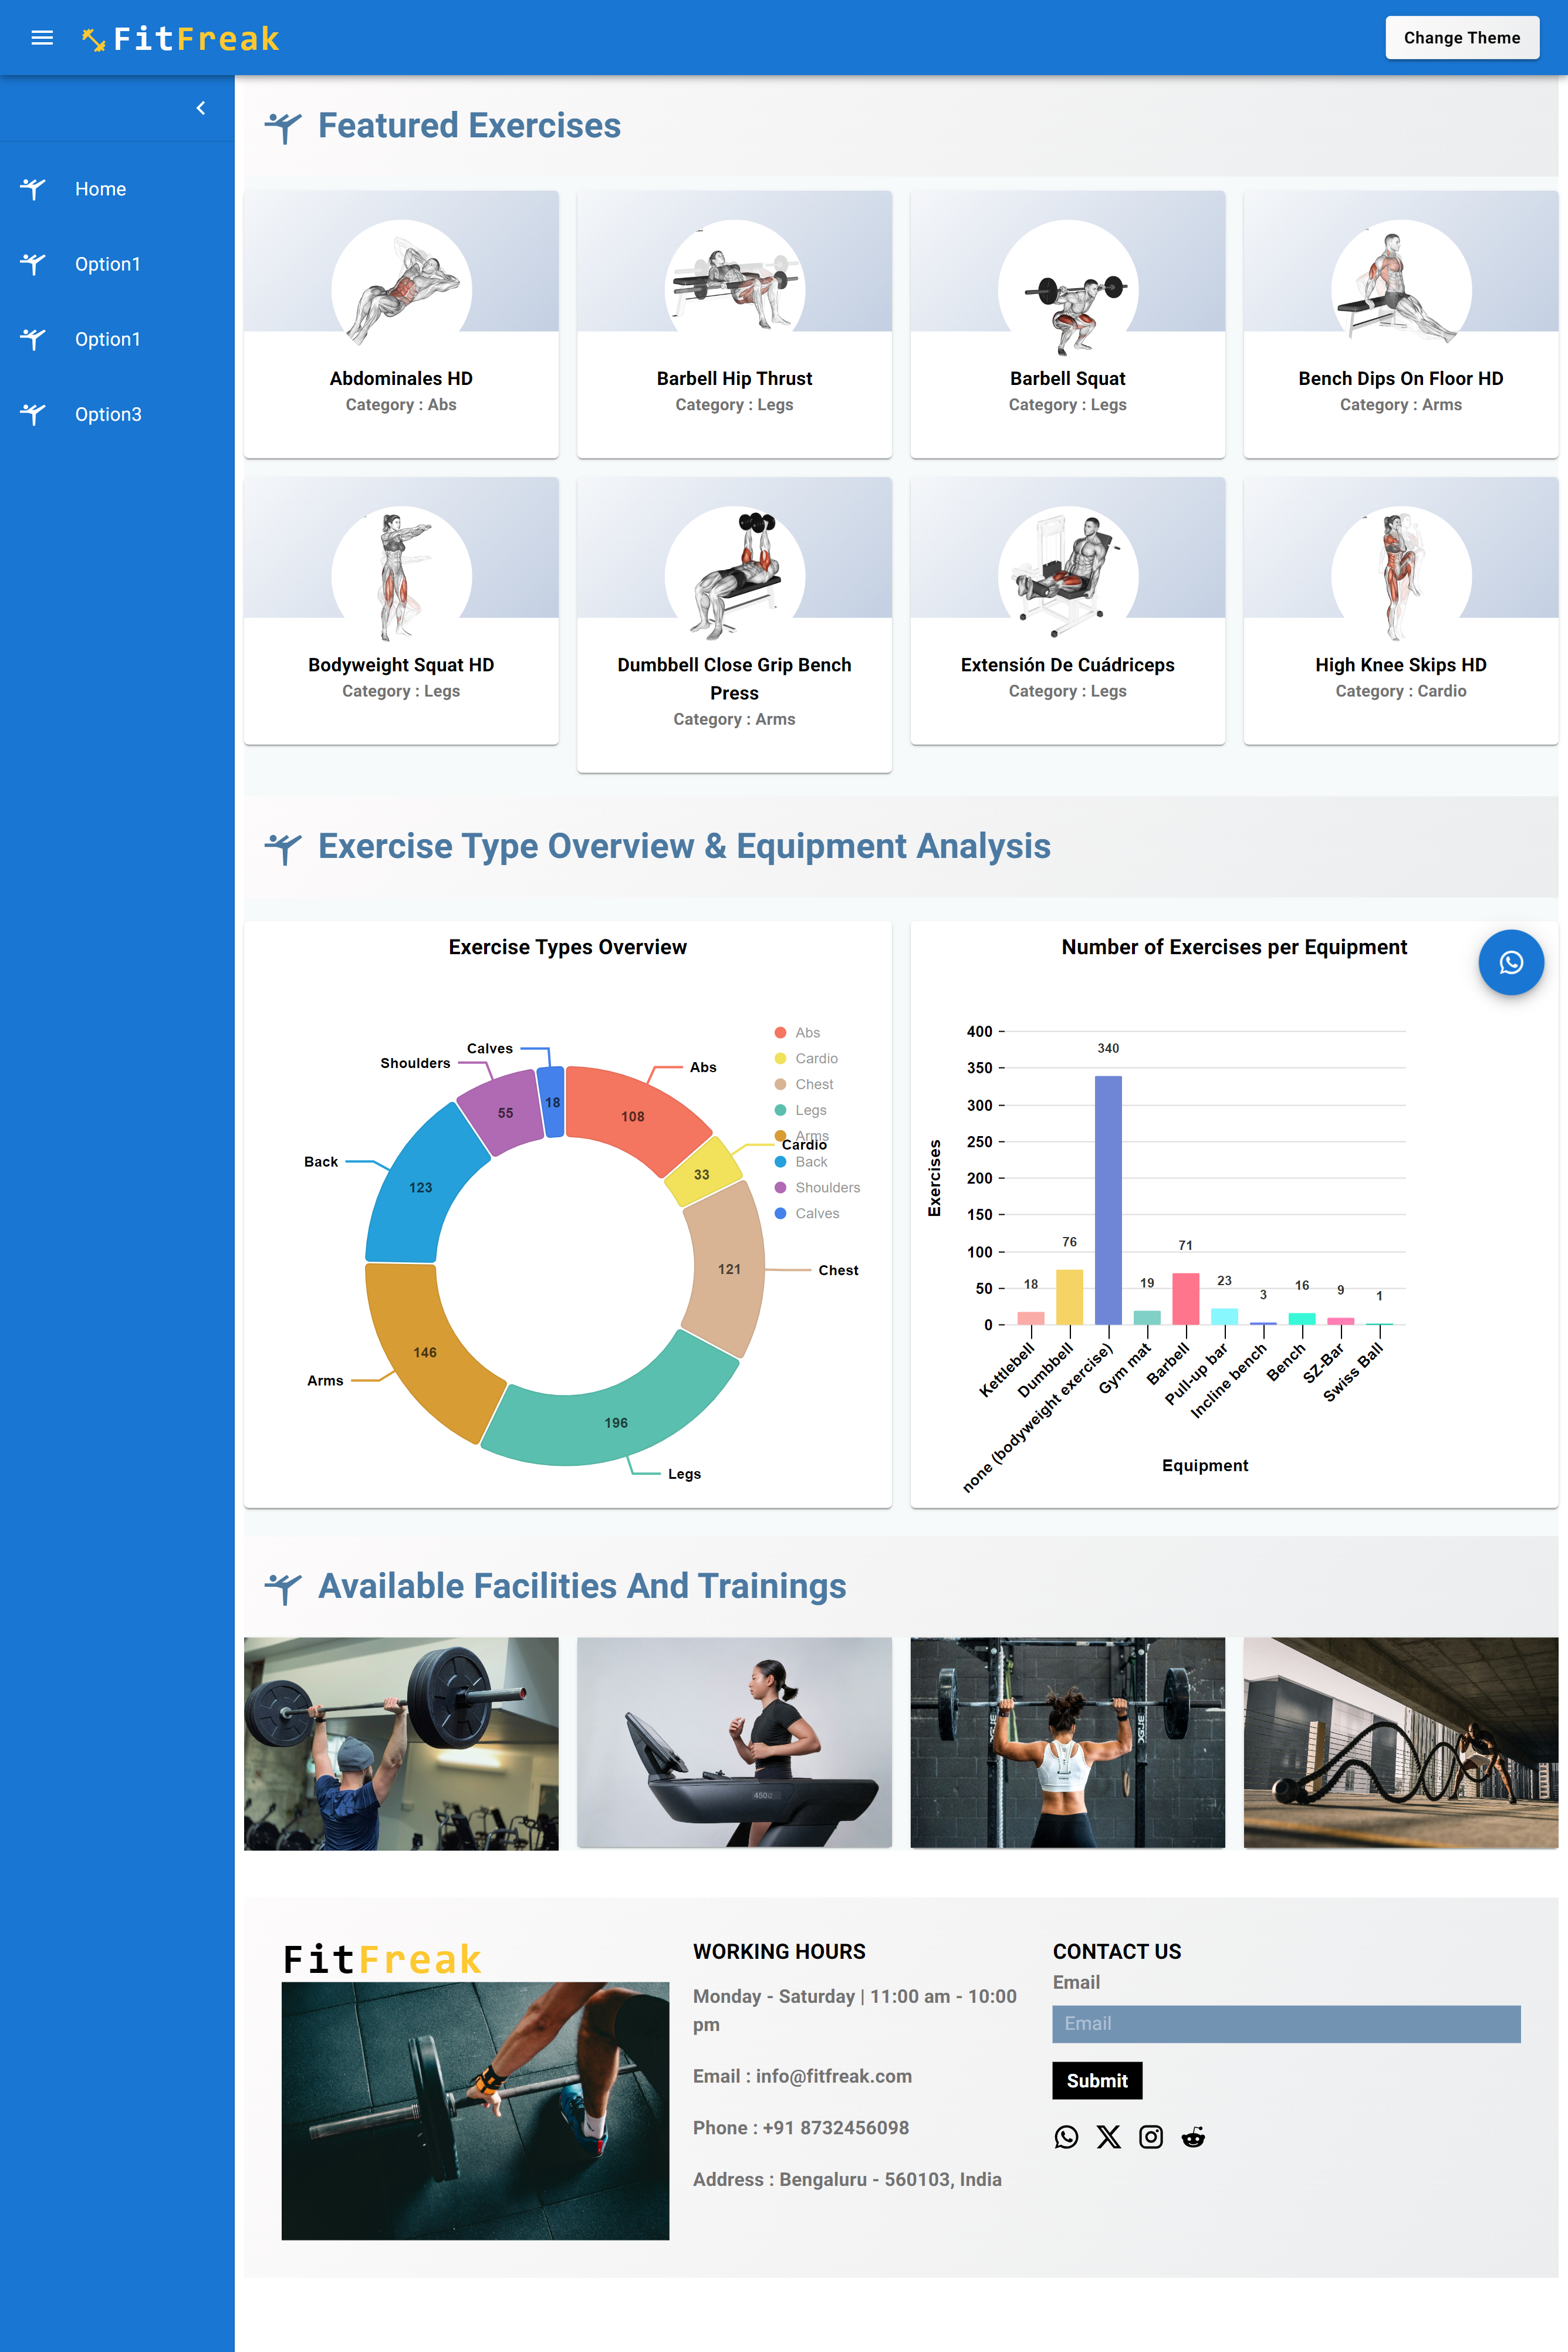 FitFreak
Change Theme
Home
Option1
Option1
Option3
Featured Exercises
Abdominales HD
Category : Abs
Barbell Hip Thrust
Category : Legs
Barbell Squat
Category : Legs
Bench Dips On Floor HD
Category : Arms
Bodyweight Squat HD
Category : Legs
Dumbbell Close Grip Bench
Press
Category : Arms
Extensión De Cuádriceps
Category : Legs
High Knee Skips HD
Category : Cardio
Exercise Type Overview & Equipment Analysis
Exercise Types Overview
Calves
Shoulders
Abs
Cardio
Back
Chest
Arms
Legs
18
55
108
33
123
121
146
196
Abs
Cardio
Chest
Legs
Arms
Back
Shoulders
Calves
Number of Exercises per Equipment
Exercises
400
350
300
250
200
150
100
50
0
18
76
340
19
71
23
3
16
9
1
Kettlebell
Dumbbell
none (bodyweight exercise)
Gym mat
Barbell
Pull-up bar
Incline bench
Bench
SZ-Bar
Swiss Ball
Equipment
Available Facilities And Trainings
FitFreak
WORKING HOURS
Monday - Saturday | 11:00 am - 10:00
pm
Email : info@fitfreak.com
Phone : +91 8732456098
Address : Bengaluru - 560103, India
CONTACT US
Email
Email
Submit